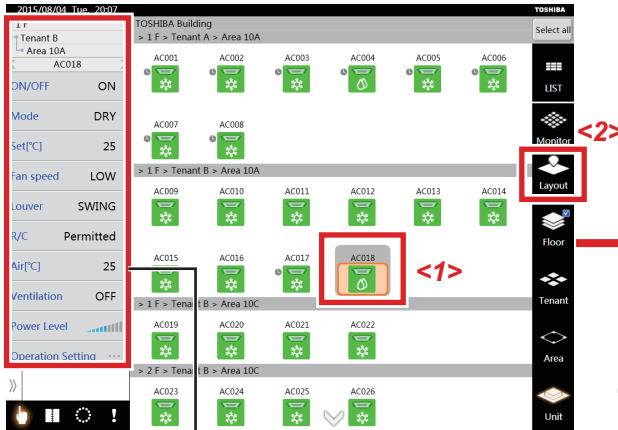 2015/08/04 Tue. 20:07
TOSHIBA
1 F
Tenant B
Area 10A
AC018
ON/OFF ON
Mode DRY
Set[℃] 25
Fan speed LOW
Louver SWING
R/C Permitted
Air[℃] 25
Ventilation OFF
Power Level
Operation Setting ...
TOSHIBA Building
> 1 F > Tenant A > Area 10A
AC001 AC002 AC003 AC004 AC005 AC006
AC007 AC008
> 1 F > Tenant B > Area 10A
AC009 AC010 AC011 AC012 AC013 AC014
AC015 AC016 AC017 AC018
<1>
> 1 F > Tenant B > Area 10C
AC019 AC020 AC021 AC022
> 2 F > Tenant B > Area 10C
AC023 AC024 AC025 AC026
Select all
LIST
Monitor
<2>
Layout
Floor
Tenant
Area
Unit